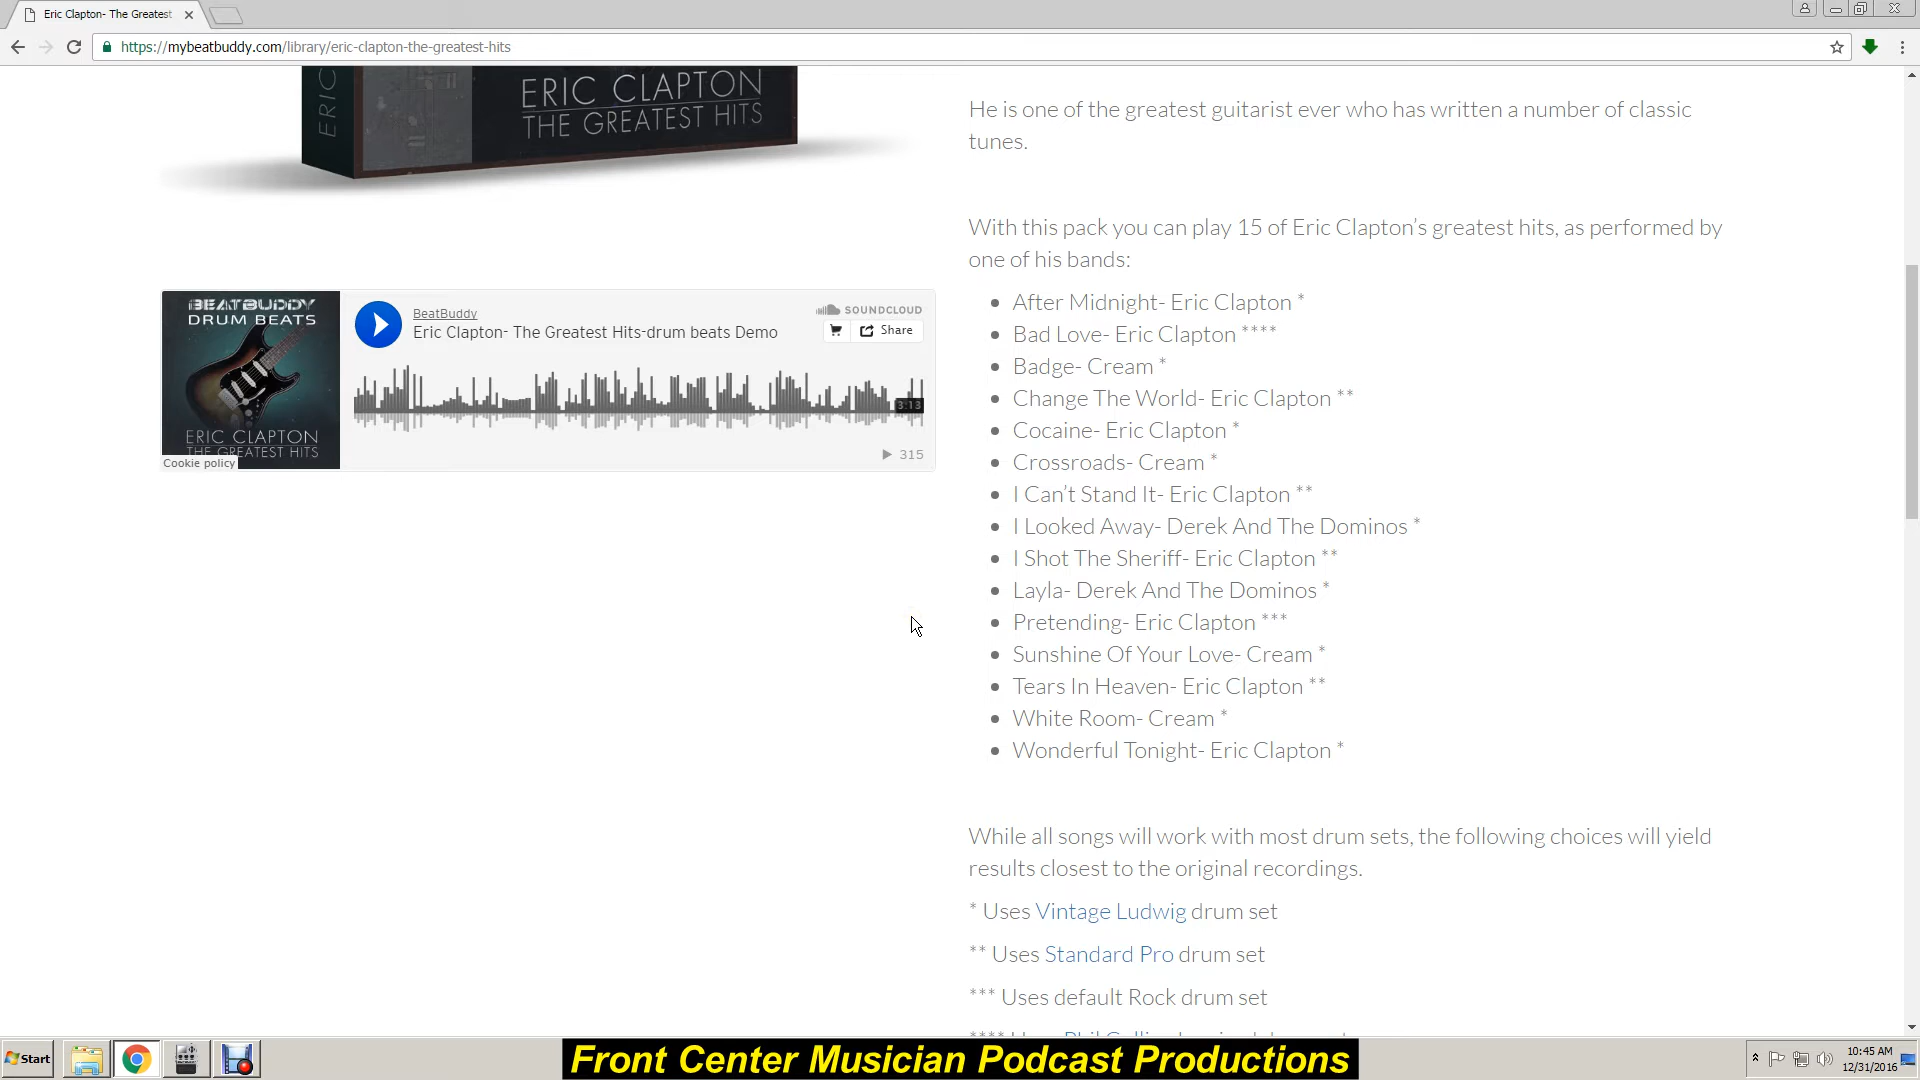 Eric Clapton- The Greatest
https://mybeatbuddy.com/library/eric-clapton-the-greatest-hits
ERIC
ERIC CLAPTON
THE GREATEST HITS
He is one of the greatest guitarist ever who has written a number of classic
tunes.
With this pack you can play 15 of Eric Clapton’s greatest hits, as performed by
one of his bands:
BEATBUDDY
DRUM BEATS
ERIC CLAPTON
THE GREATEST HITS
Cookie policy
BeatBuddy
Eric Clapton- The Greatest Hits-drum beats Demo
SOUNDCLOUD
Share
3:13
315
After Midnight- Eric Clapton *
Bad Love- Eric Clapton ****
Badge- Cream *
Change The World- Eric Clapton **
Cocaine- Eric Clapton *
Crossroads- Cream *
I Can’t Stand It- Eric Clapton **
I Looked Away- Derek And The Dominos *
I Shot The Sheriff- Eric Clapton **
Layla- Derek And The Dominos *
Pretending- Eric Clapton ***
Sunshine Of Your Love- Cream *
Tears In Heaven- Eric Clapton **
White Room- Cream *
Wonderful Tonight- Eric Clapton *
While all songs will work with most drum sets, the following choices will yield
results closest to the original recordings.
* Uses Vintage Ludwig drum set
** Uses Standard Pro drum set
*** Uses default Rock drum set
Start
Front Center Musician Podcast Productions
10:45 AM
12/31/2016